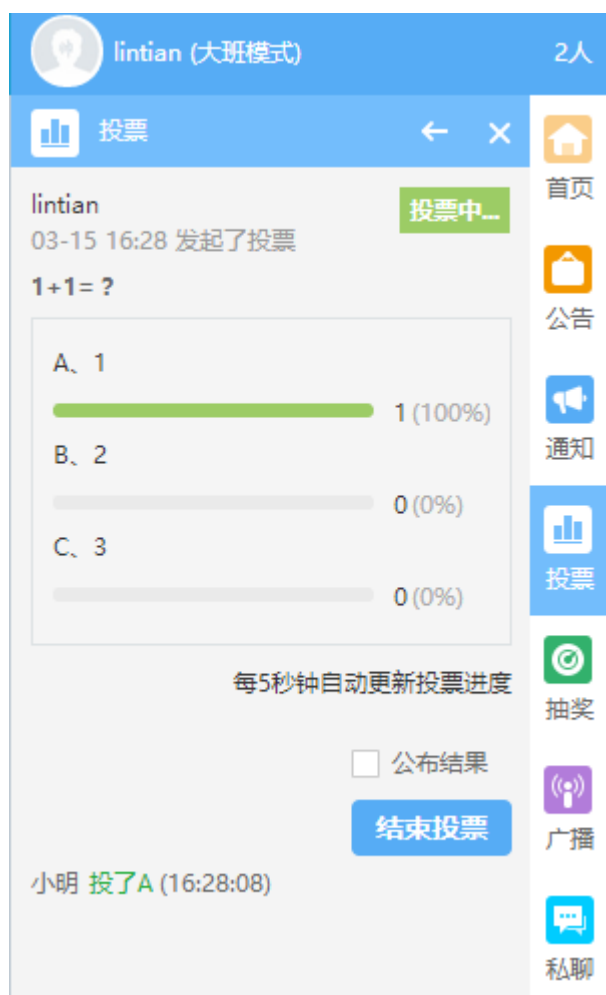 lintian (大班模式) 2人
投票
首页
lintian 投票中...
03-15 16:28 发起了投票
1+1= ?
公告
A、1
1 (100%)
通知
B、2
0 (0%)
C、3
0 (0%)
投票
每5秒钟自动更新投票进度
抽奖
公布结果
结束投票
广播
小明 投了A (16:28:08)
私聊